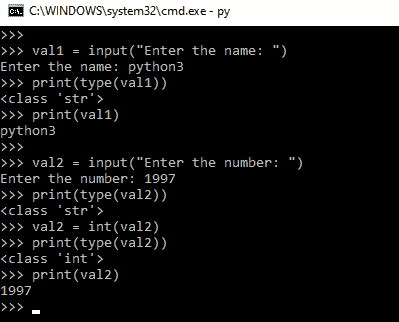 C:\WINDOWS\system32\cmd.exe - py
>>>
>>> val1 = input("Enter the name: ")
Enter the name: python3
>>> print(type(val1))
<class 'str'>
>>> print(val1)
python3
>>>
>>> val2 = input("Enter the number: ")
Enter the number: 1997
>>> print(type(val2))
<class 'str'>
>>> val2 = int(val2)
>>> print(type(val2))
<class 'int'>
>>> print(val2)
1997
>>>